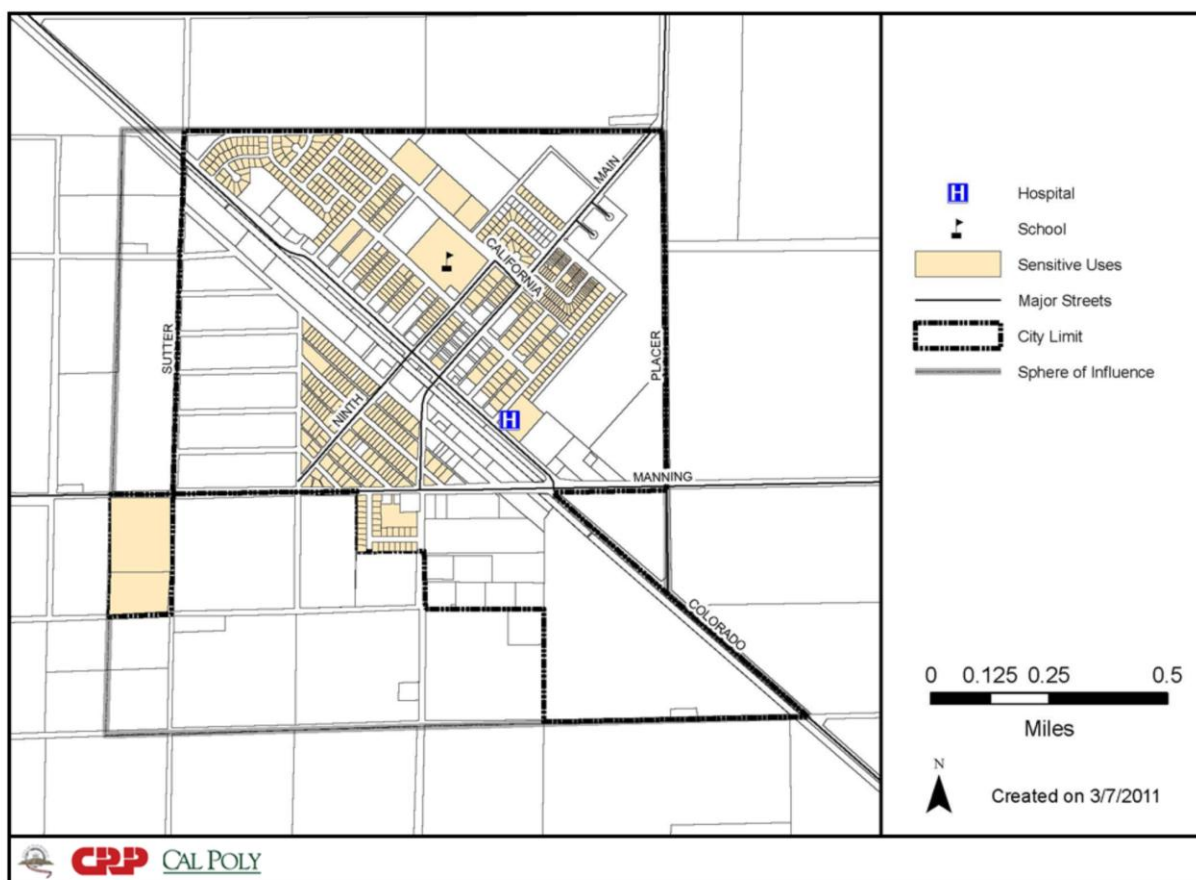 MAIN
CALIFORNIA
SUTTER
PLACER
NINTH
MANNING
COLORADO
H
H Hospital
School
Sensitive Uses
Major Streets
City Limit
Sphere of Influence
0 0.125 0.25 0.5
Miles
N
Created on 3/7/2011
CRP CAL POLY